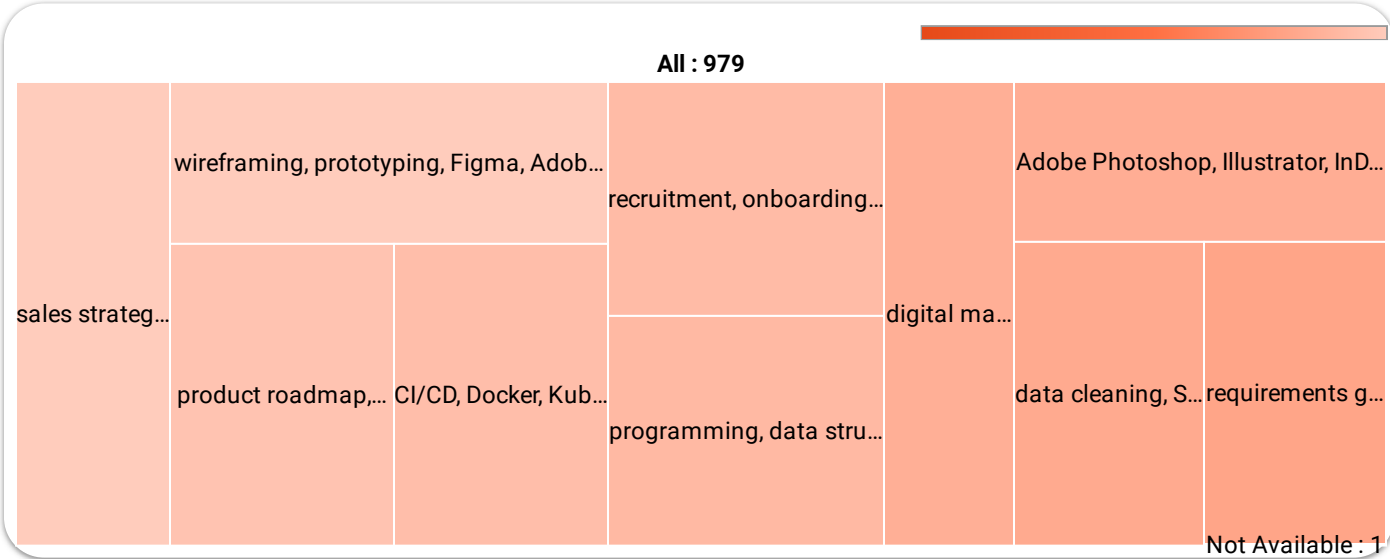 All : 979
wireframing, prototyping, Figma, Adob...
Adobe Photoshop, Illustrator, InD...
recruitment, onboarding...
sales strateg...
digital ma...
product roadmap,...
CI/CD, Docker, Kub...
data cleaning, S...
requirements g...
programming, data stru...
Not Available : 1